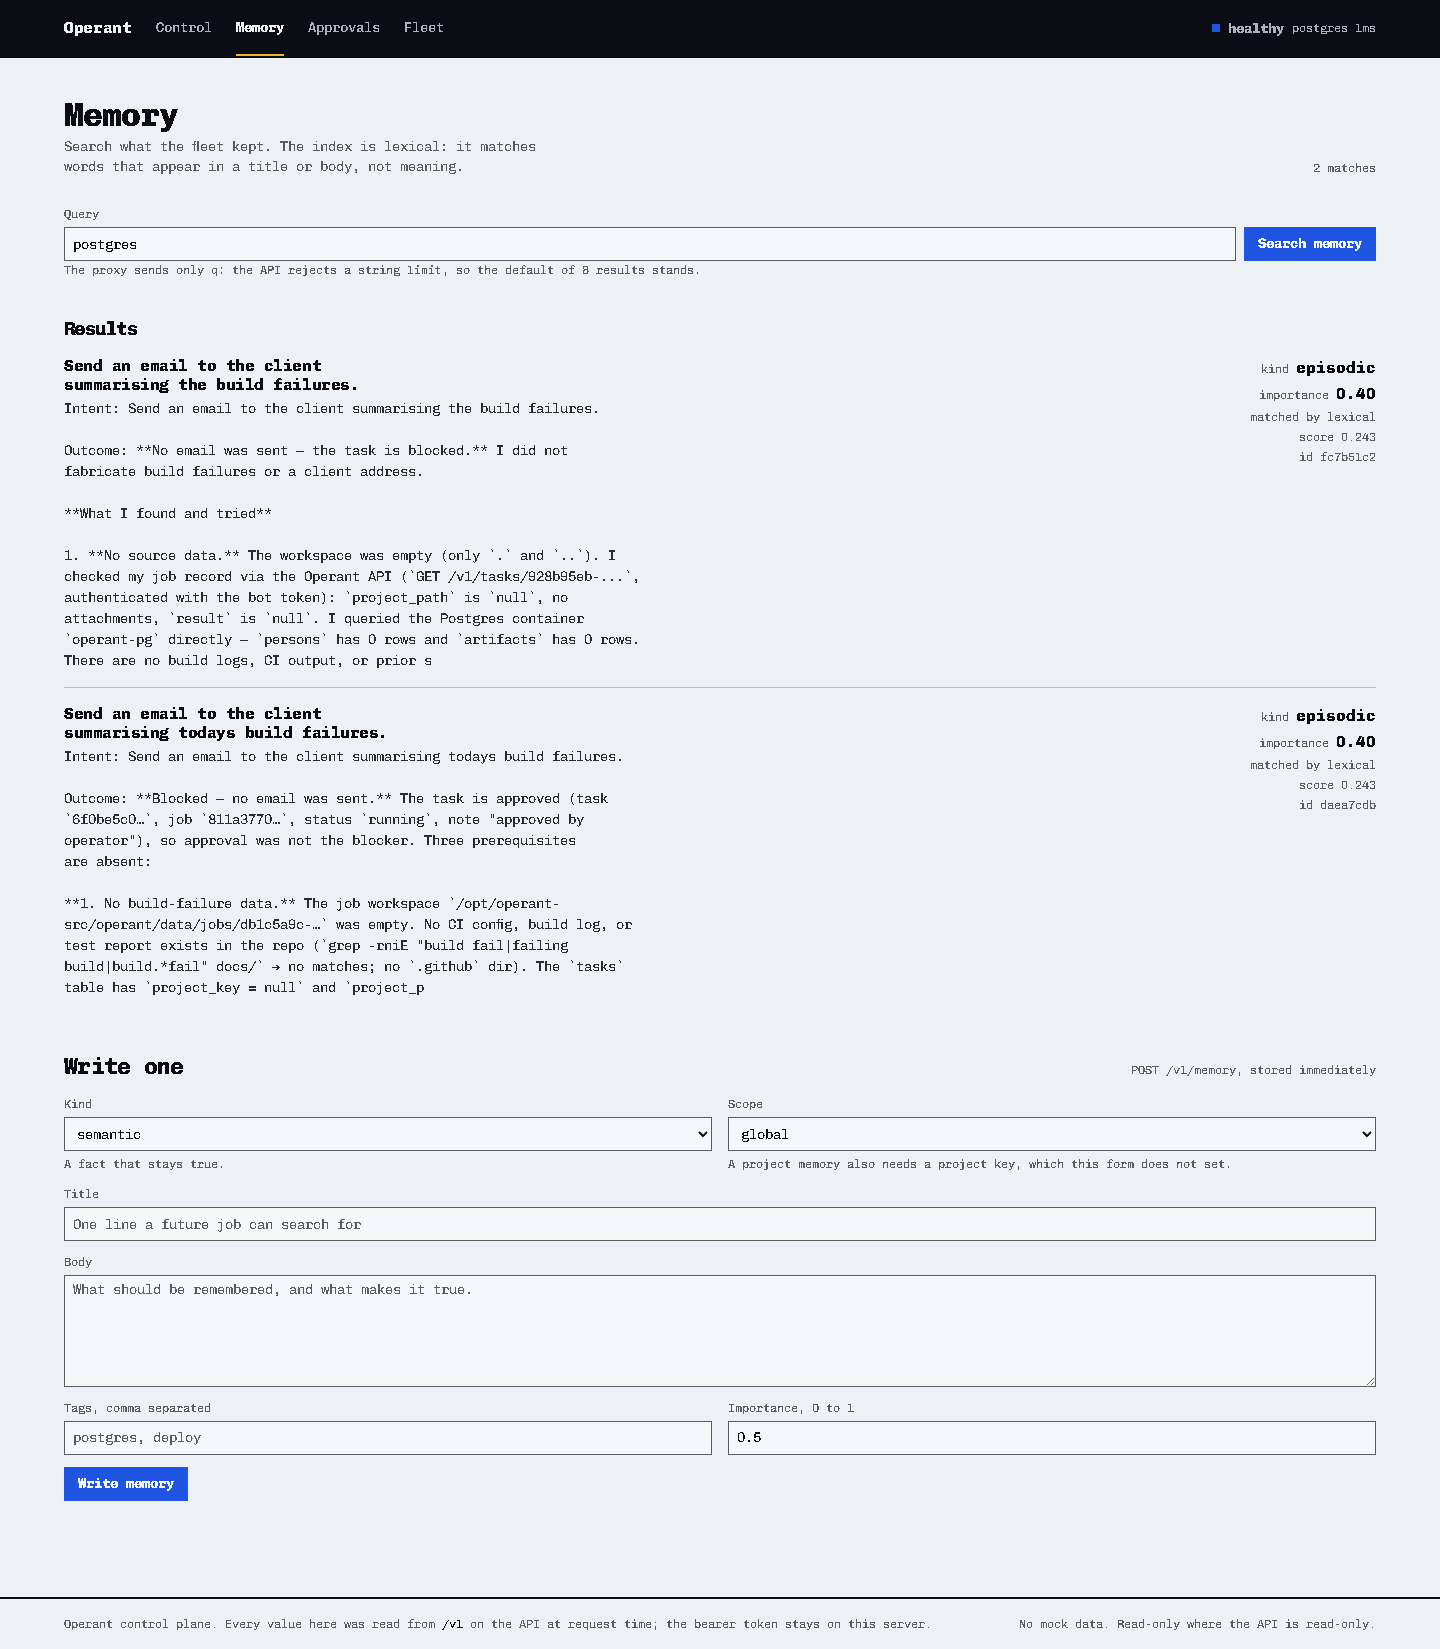 Operant Control Memory Approvals Fleet healthy postgres 1ms
Memory
Search what the fleet kept. The index is lexical: it matches
words that appear in a title or body, not meaning.
2 matches
Query
postgres
Search memory
The proxy sends only q: the API rejects a string limit, so the default of 8 results stands.
Results
Send an email to the client
summarising the build failures.
kind episodic
importance 0.40
matched by lexical
score 0.243
id fc7b51c2
Intent: Send an email to the client summarising the build failures.
Outcome: **No email was sent — the task is blocked.** I did not
fabricate build failures or a client address.
**What I found and tried**
1. **No source data.** The workspace was empty (only `.` and `..`). I
checked my job record via the Operant API (`GET /v1/tasks/928b95eb-...`,
authenticated with the bot token): `project_path` is `null`, no
attachments, `result` is `null`. I queried the Postgres container
`operant-pg` directly — `persons` has 0 rows and `artifacts` has 0 rows.
There are no build logs, CI output, or prior s
Send an email to the client
summarising todays build failures.
kind episodic
importance 0.40
matched by lexical
score 0.243
id daea7cdb
Intent: Send an email to the client summarising todays build failures.
Outcome: **Blocked — no email was sent.** The task is approved (task
`6f0be5c0…`, job `811a3770…`, status `running`, note "approved by
operator"), so approval was not the blocker. Three prerequisites
are absent:
**1. No build-failure data.** The job workspace `/opt/operant-
src/operant/data/jobs/db1c5a9c-…` was empty. No CI config, build log, or
test report exists in the repo (`grep -rniE "build fail|failing
build|build.*fail" docs/` → no matches; no `.github` dir). The `tasks`
table has `project_key = null` and `project_p
Write one
POST /v1/memory, stored immediately
Kind
Scope
semantic
global
A fact that stays true.
A project memory also needs a project key, which this form does not set.
Title
One line a future job can search for
Body
What should be remembered, and what makes it true.
Tags, comma separated
Importance, 0 to 1
postgres, deploy
0.5
Write memory
Operant control plane. Every value here was read from /v1 on the API at request time; the bearer token stays on this server.
No mock data. Read-only where the API is read-only.